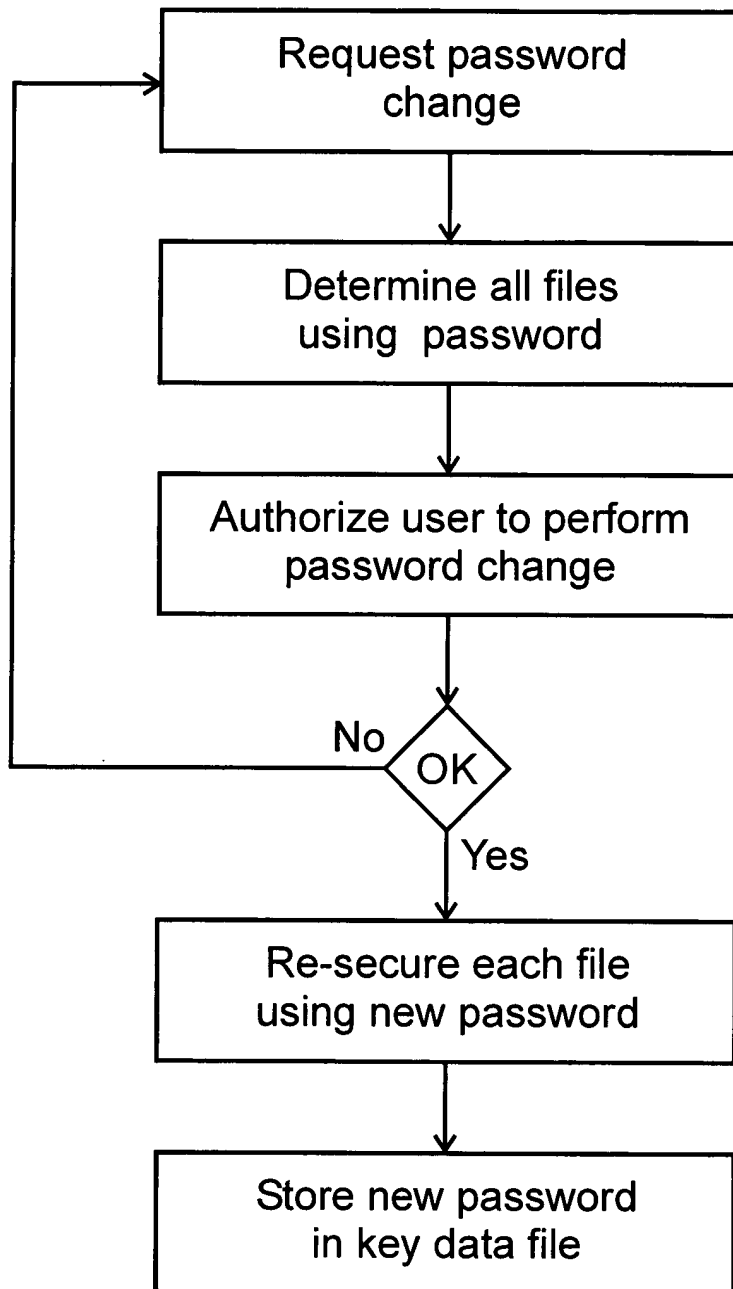 Request password
change
Determine all files
using password
Authorize user to perform
password change
No
OK
Yes
Re-secure each file
using new password
Store new password
in key data file